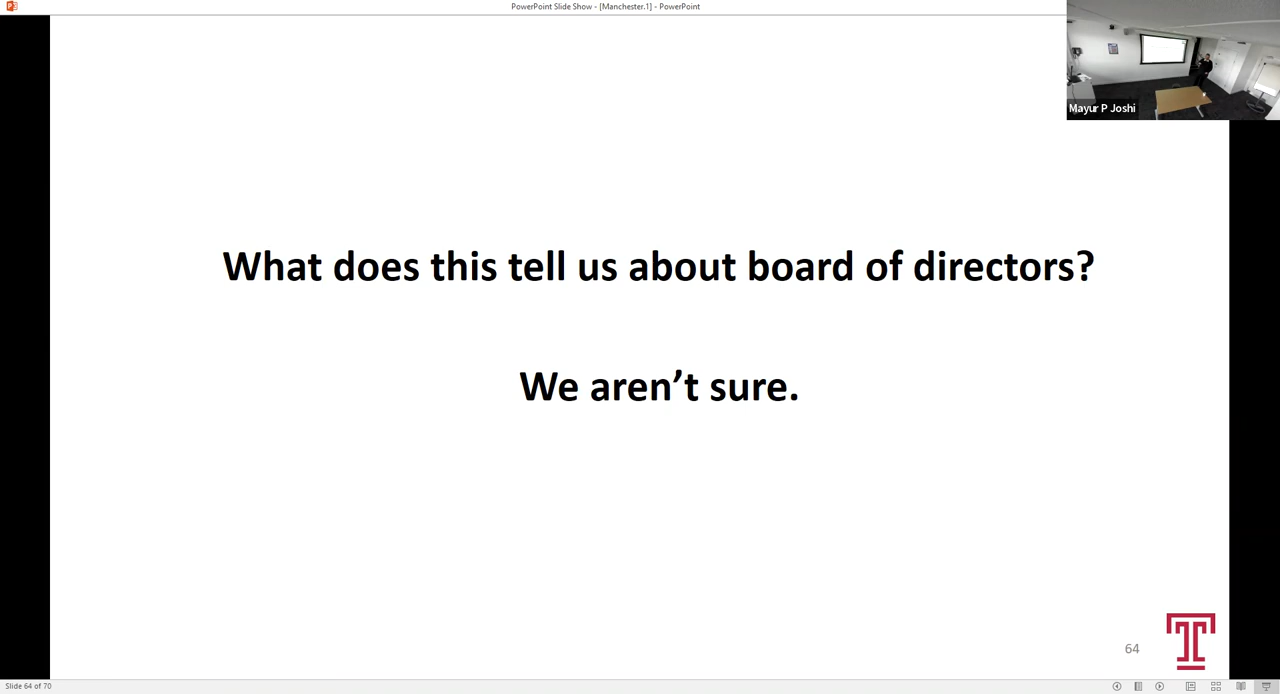 PowerPoint Slide Show - [Manchester.1] - PowerPoint
Mayur P Joshi
What does this tell us about board of directors?
We aren’t sure.
64
Slide 64 of 70